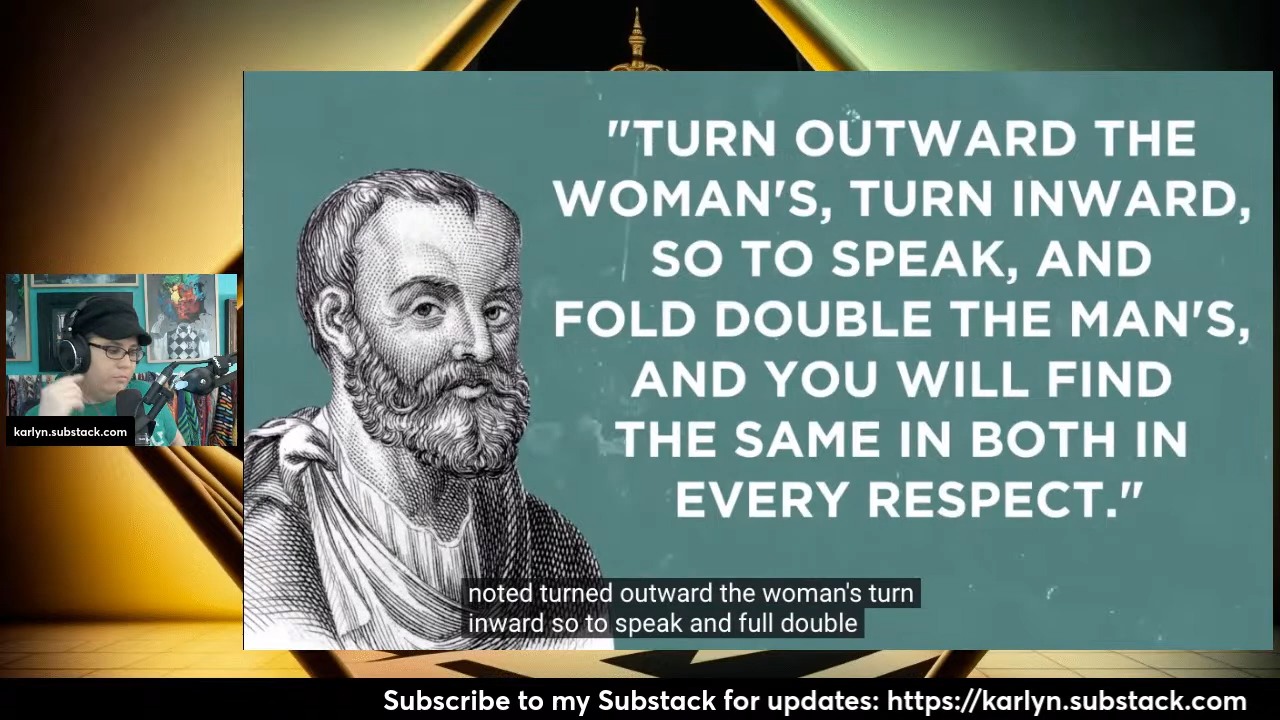 "TURN OUTWARD THE
WOMAN'S, TURN INWARD,
SO TO SPEAK, AND
FOLD DOUBLE THE MAN'S,
AND YOU WILL FIND
THE SAME IN BOTH IN
EVERY RESPECT."
karlyn.substack.com
noted turned outward the woman's turn
inward so to speak and full double
Subscribe to my Substack for updates: https://karlyn.substack.com